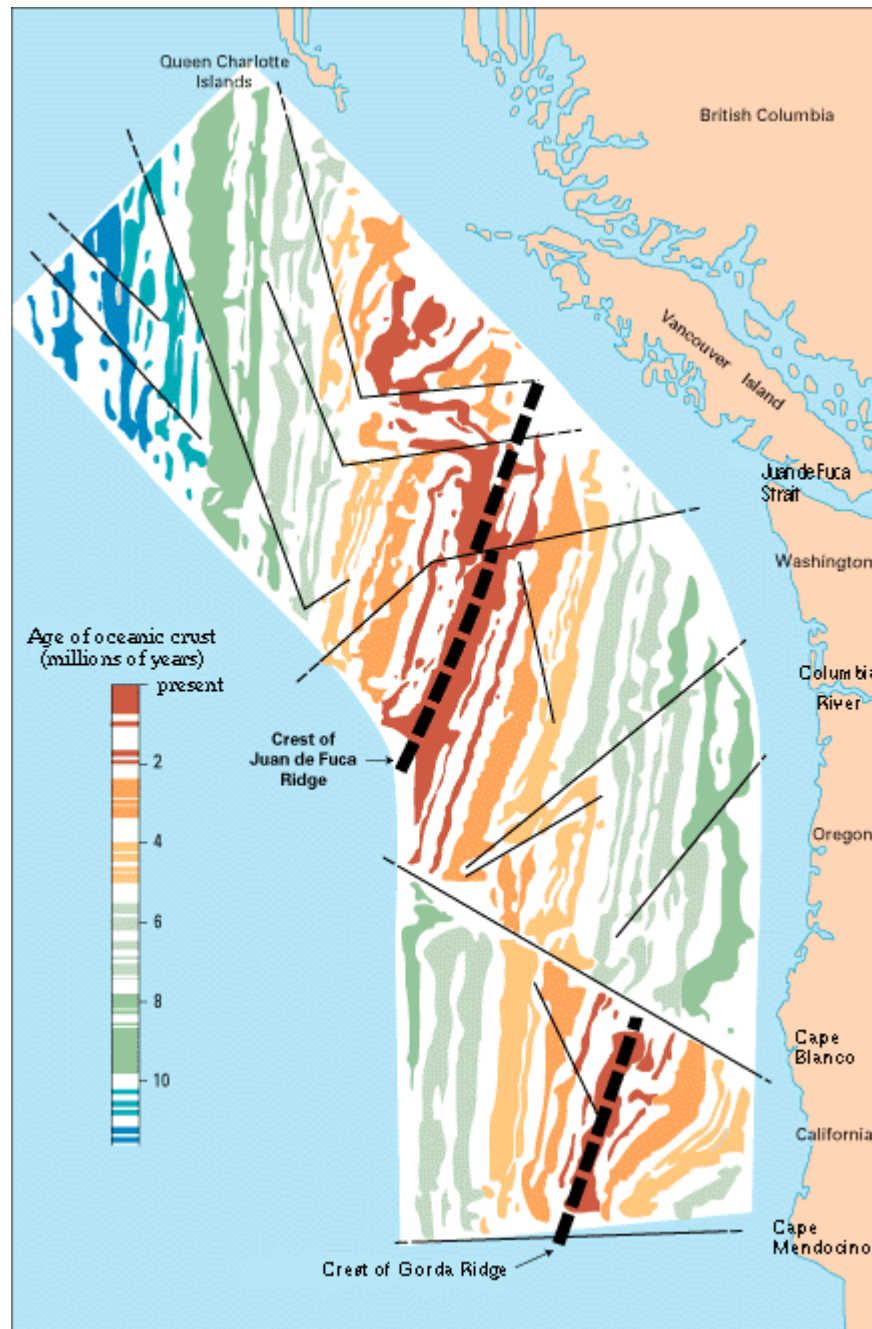 Queen Charlotte
Islands
British Columbia
Vancouver Island
Juan de Fuca
Strait
Washington
Age of oceanic crust
(millions of years)
present
2
4
6
8
10
Columbia
River
Crest of
Juan de Fuca
Ridge
Oregon
Cape
Blanco
California
Cape
Mendocino
Crest of Gorda Ridge